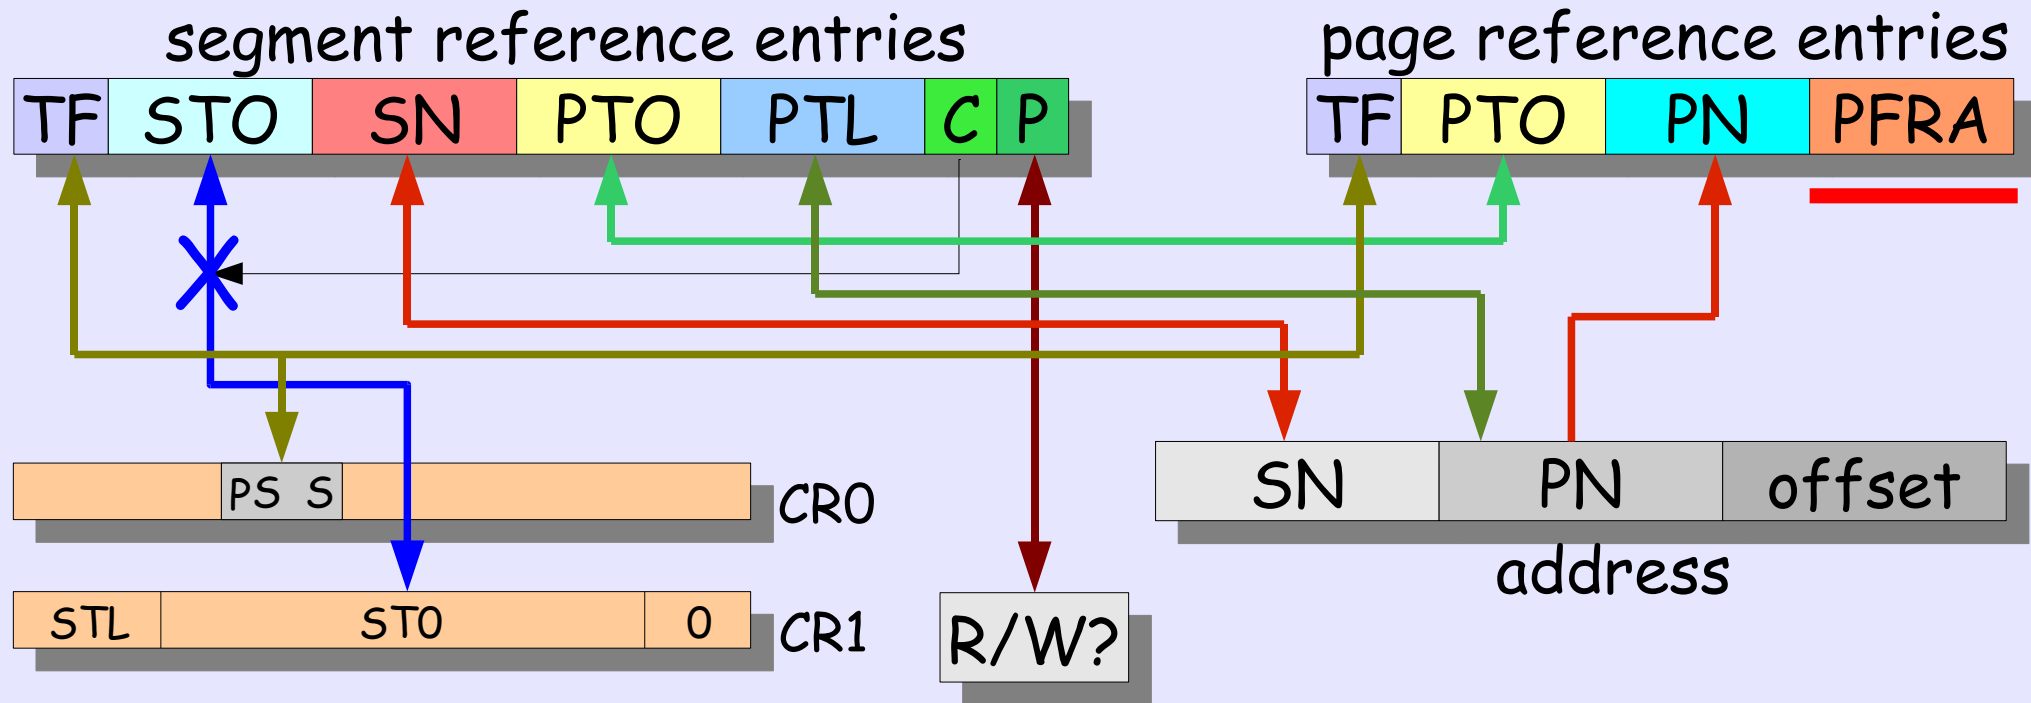 segment reference entries
page reference entries
TF STO SN PTO PTL C P
TF PTO PN PFRA
PS S
CR0
SN PN offset
address
STL STO 0
CR1
R/W?